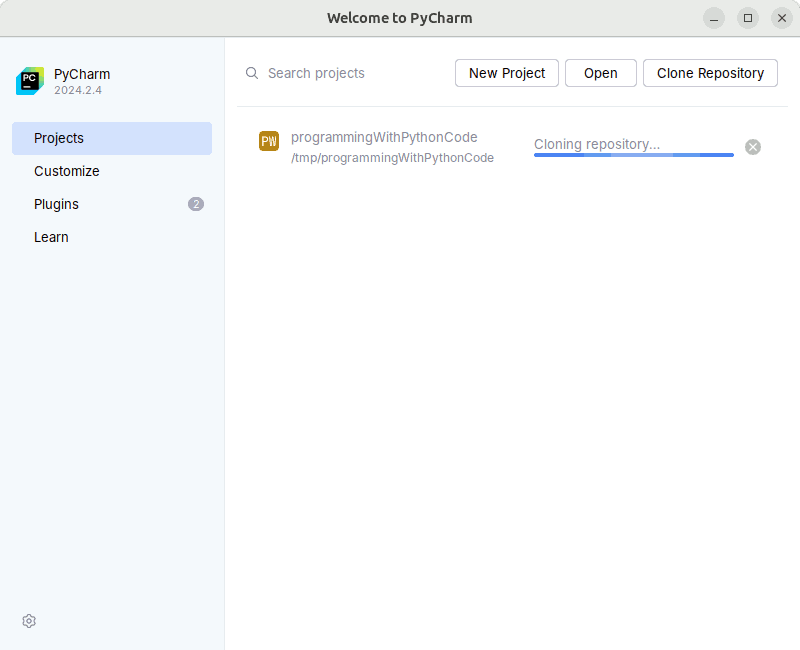 Welcome to PyCharm
PC
PyCharm
2024.2.4
Search projects
New Project
Open
Clone Repository
Projects
Customize
Plugins
2
Learn
PW
programmingWithPythonCode
/tmp/programmingWithPythonCode
Cloning repository...